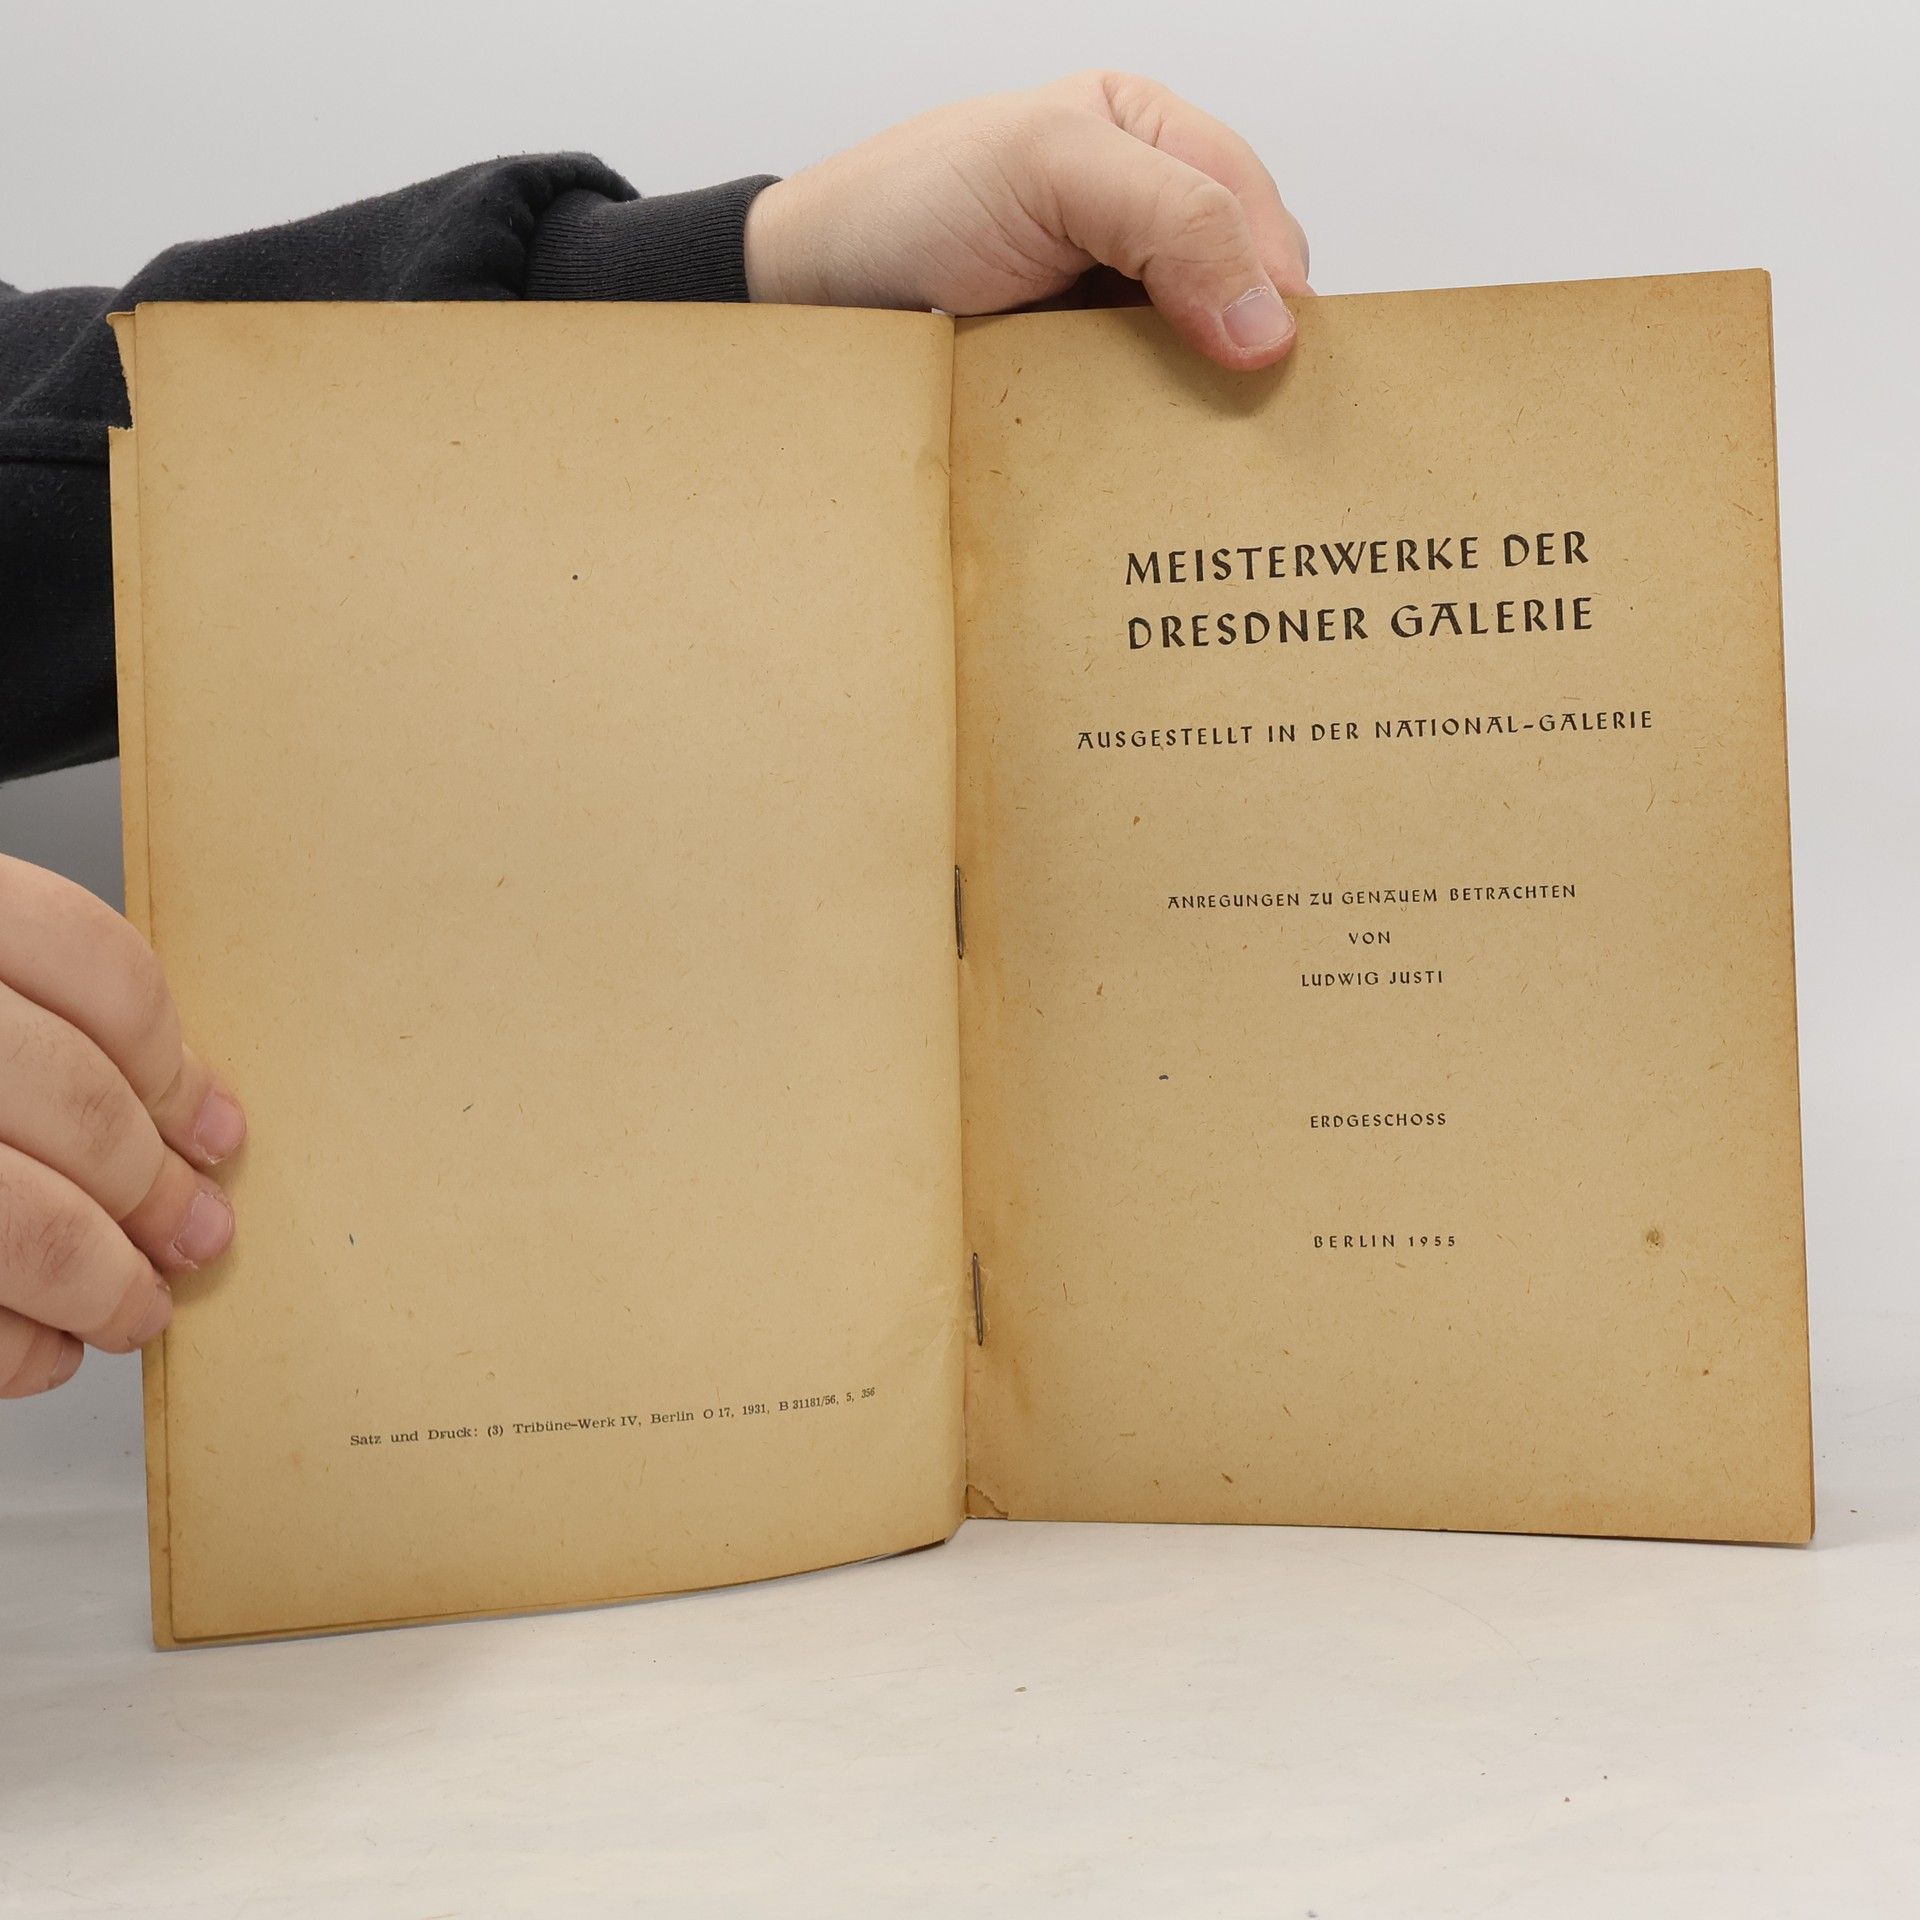 Satz und Druck: (3) Tribüne-Werk IV, Berlin O 17, 1931, B 31181/56, 5, 356
MEISTERWERKE DER
DRESDNER GALERIE
AUSGESTELLT IN DER NATIONAL-GALERIE
ANREGUNGEN ZU GENAUEM BETRACHTEN
VON
LUDWIG JUSTI
ERDGESCHOSS
BERLIN 1955